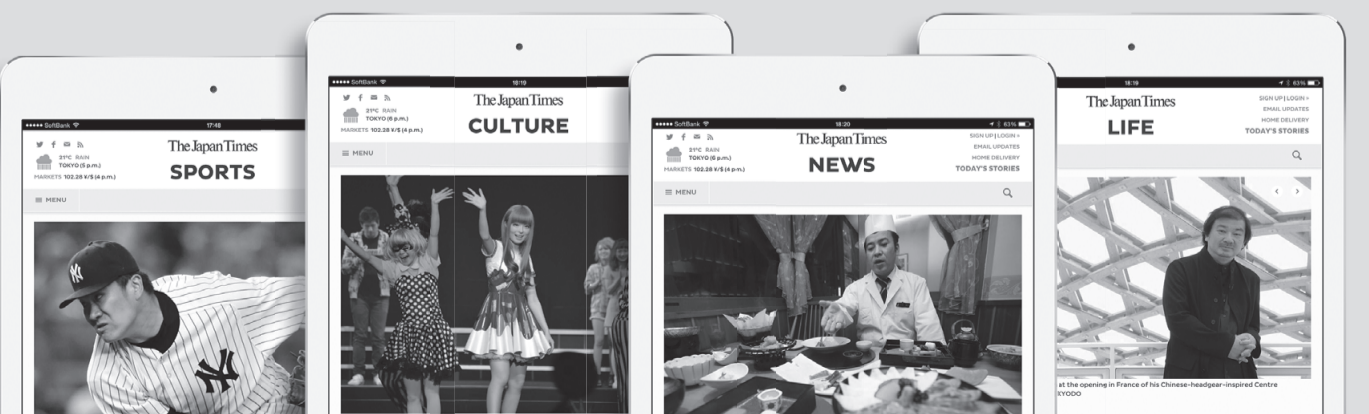 SoftBank 17:48
The Japan Times
21°C RAIN
TOKYO (5 p.m.)
SPORTS
MARKETS 102.28 ¥/$ (4 p.m.)
MENU
NY
NY
SoftBank 18:19
The Japan Times
21°C RAIN
TOKYO (6 p.m.)
CULTURE
MARKETS 102.28 ¥/$ (4 p.m.)
MENU
SoftBank 18:20 63%
The Japan Times
SIGN UP | LOGIN »
21°C RAIN
EMAIL UPDATES
TOKYO (6 p.m.)
NEWS
HOME DELIVERY
MARKETS 102.28 ¥/$ (4 p.m.)
TODAY'S STORIES
MENU
18:19 63%
The Japan Times
SIGN UP | LOGIN »
EMAIL UPDATES
LIFE
HOME DELIVERY
TODAY'S STORIES
at the opening in France of his Chinese-headgear-inspired Centre
KYODO